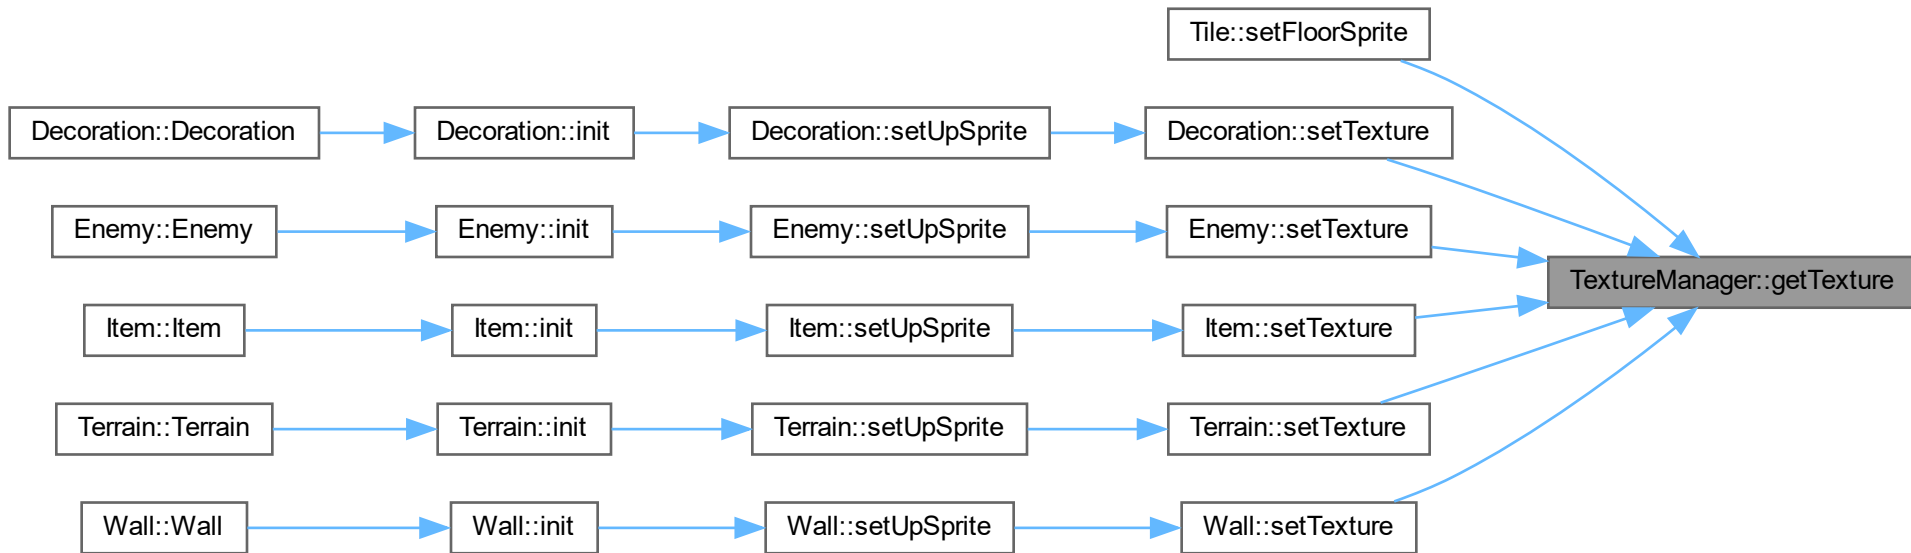 Tile::setFloorSprite
Decoration::Decoration
Decoration::init
Decoration::setUpSprite
Decoration::setTexture
Enemy::Enemy
Enemy::init
Enemy::setUpSprite
Enemy::setTexture
TextureManager::getTexture
Item::Item
Item::init
Item::setUpSprite
Item::setTexture
Terrain::Terrain
Terrain::init
Terrain::setUpSprite
Terrain::setTexture
Wall::Wall
Wall::init
Wall::setUpSprite
Wall::setTexture